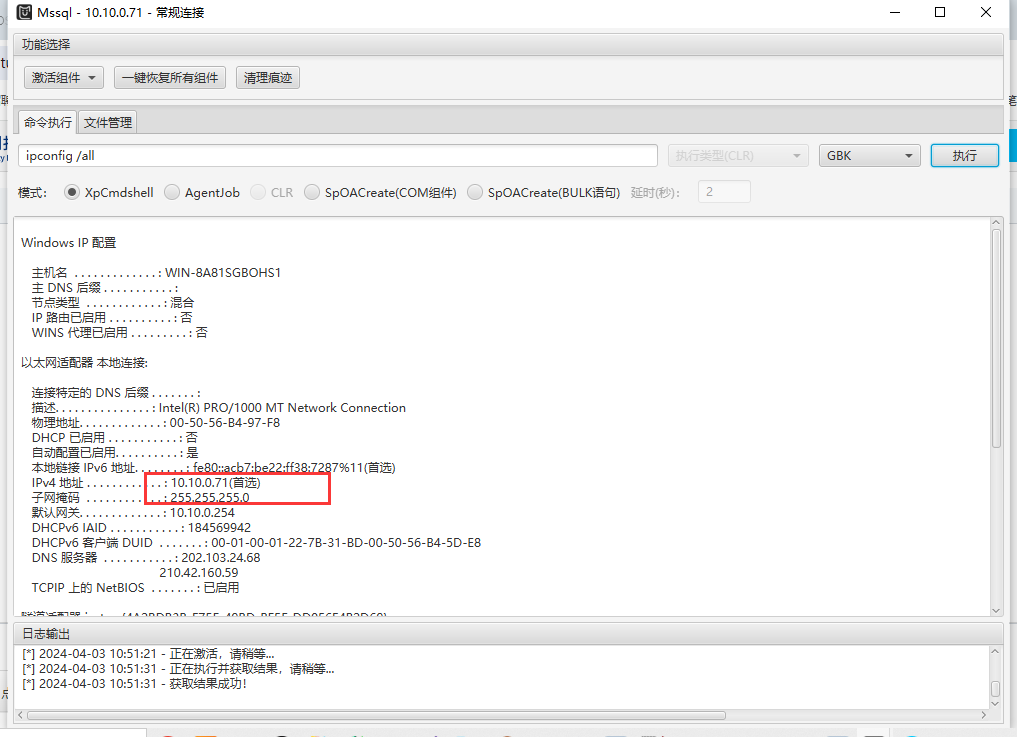 Mssql - 10.10.0.71 - 常规连接
功能选择
激活组件 一键恢复所有组件 清理痕迹
命令执行 文件管理
ipconfig /all 执行类型(CLR) GBK 执行
模式: XpCmdshell AgentJob CLR SpOACreate(COM组件) SpOACreate(BULK语句) 延时(秒): 2
Windows IP 配置
主机名 . . . . . . . . . . . . . : WIN-8A81SGBOHS1
主 DNS 后缀 . . . . . . . . . . . :
节点类型 . . . . . . . . . . . . : 混合
IP 路由已启用 . . . . . . . . . . : 否
WINS 代理已启用 . . . . . . . . . : 否
以太网适配器 本地连接:
连接特定的 DNS 后缀 . . . . . . . :
描述. . . . . . . . . . . . . . . : Intel(R) PRO/1000 MT Network Connection
物理地址. . . . . . . . . . . . . : 00-50-56-B4-97-F8
DHCP 已启用 . . . . . . . . . . . : 否
自动配置已启用. . . . . . . . . . : 是
本地链接 IPv6 地址. . . . . . . . : fe80::acb7:be22:ff38:7287%11(首选)
IPv4 地址 . . . . . . . . . . . . : 10.10.0.71(首选)
子网掩码 . . . . . . . . . . . . : 255.255.255.0
默认网关. . . . . . . . . . . . . : 10.10.0.254
DHCPv6 IAID . . . . . . . . . . . : 184569942
DHCPv6 客户端 DUID . . . . . . . : 00-01-00-01-22-7B-31-BD-00-50-56-B4-5D-E8
DNS 服务器 . . . . . . . . . . . : 202.103.24.68
210.42.160.59
TCPIP 上的 NetBIOS . . . . . . . : 已启用
日志输出
[*] 2024-04-03 10:51:21 - 正在激活，请稍等...
[*] 2024-04-03 10:51:31 - 正在执行并获取结果，请稍等...
[*] 2024-04-03 10:51:31 - 获取结果成功！